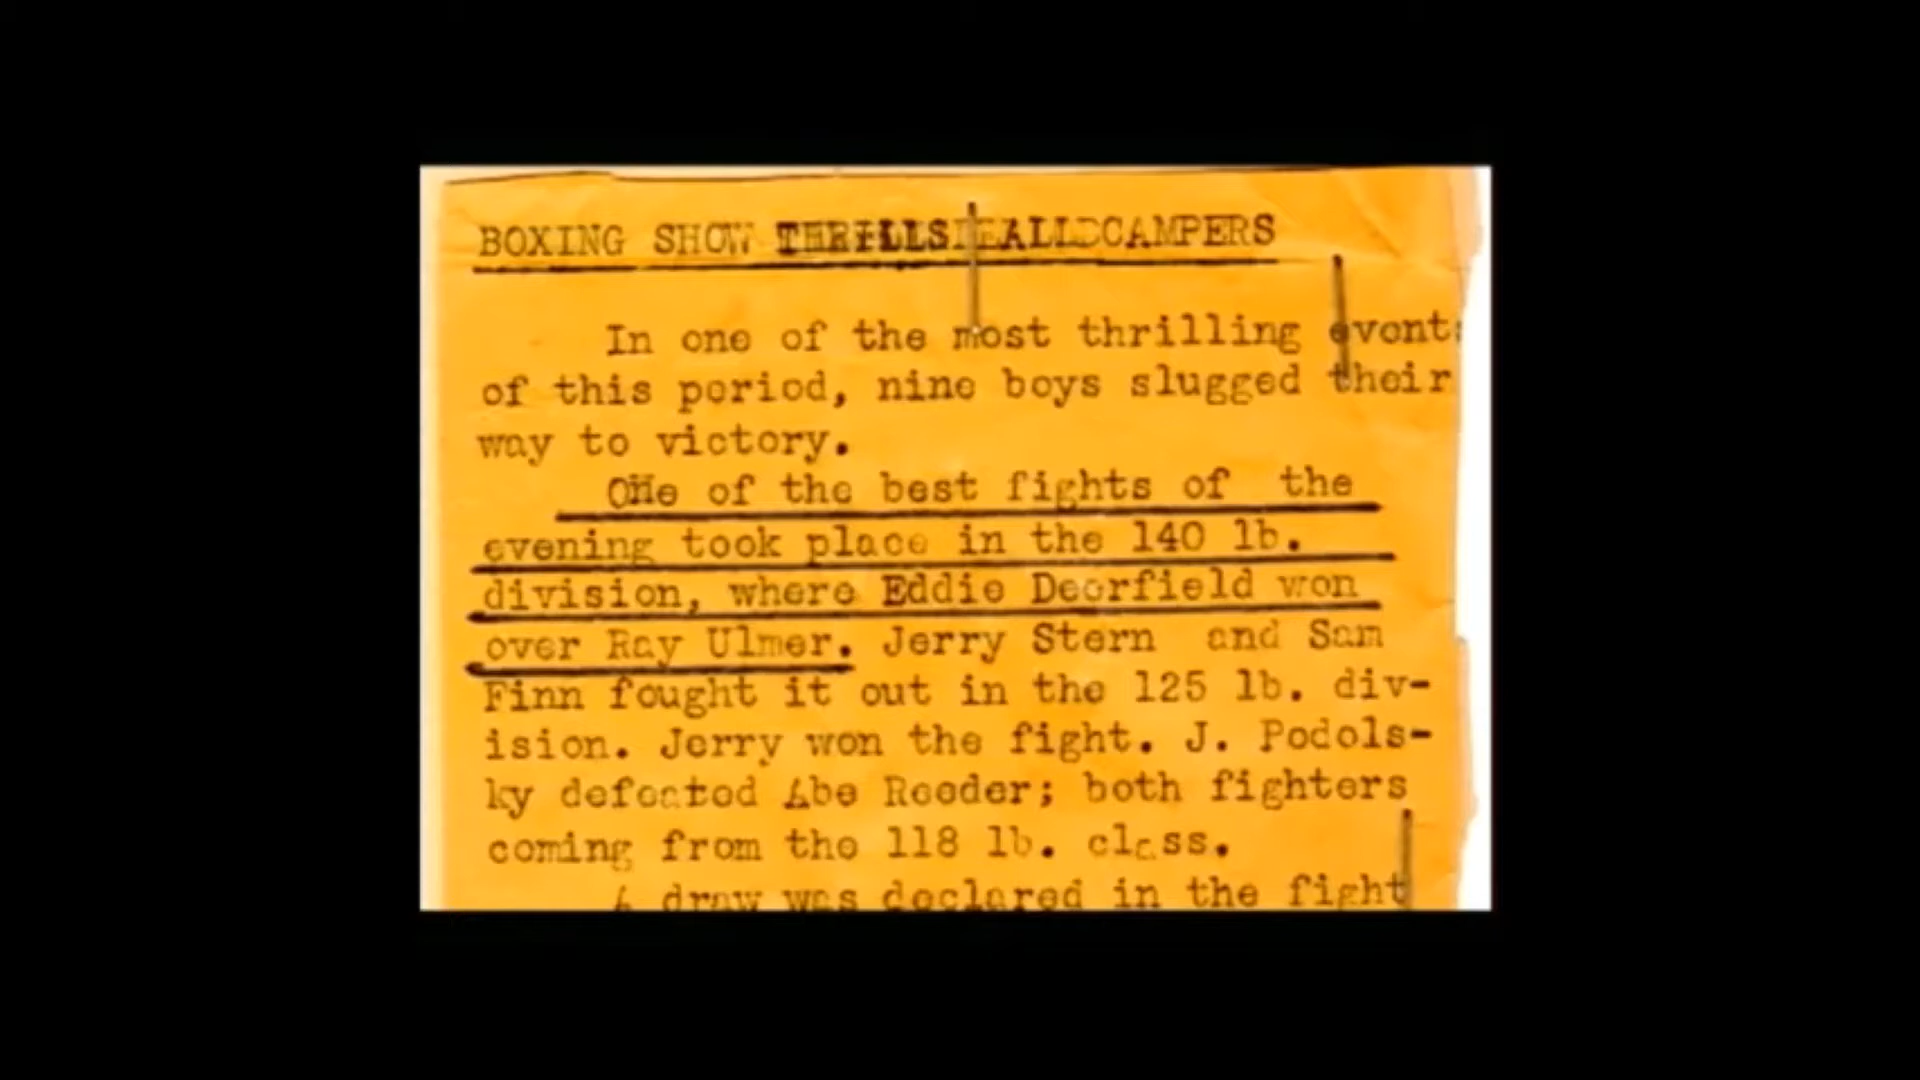 BOXING SHOW THRILLS ALL CAMPERS
In one of the most thrilling events
of this period, nine boys slugged their
way to victory.
One of the best fights of the
evening took place in the 140 lb.
division, where Eddie Deerfield won
over Ray Ulmer. Jerry Stern and Sam
Finn fought it out in the 125 lb. div-
ision. Jerry won the fight. J. Podols-
ky defeated Abe Reeder; both fighters
coming from the 118 lb. class.
A draw was declared in the fight